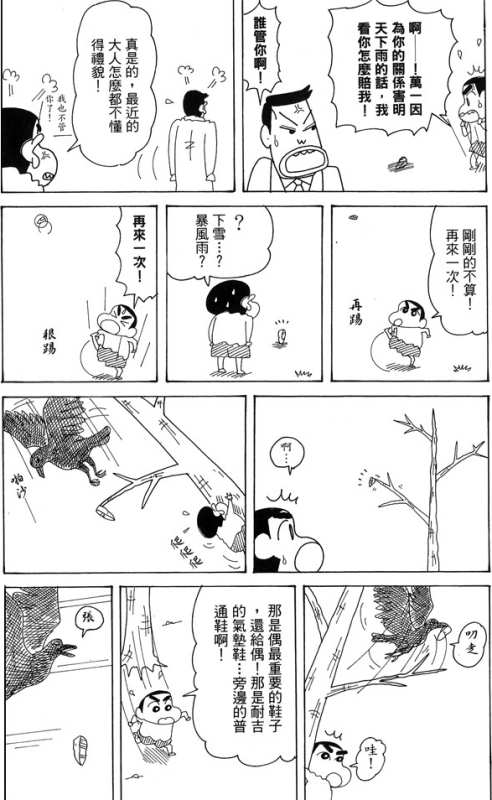 啊──！萬一因
為你的關係害明
天下雨的話，我
看你怎麼賠我！
誰管你啊！
真是的，最近的
大人怎麼都不懂
得禮貌！
我也不管
你了！
剛剛的不算！
再來一次！
再踢
？
下雪…？
暴風雨？
再來一次！
狠踢
啊…
啪沙
叨走
哇！
那是偶最重要的鞋子
，還給偶！那是耐吉
的氣墊鞋…旁邊的普
通鞋啊！
張